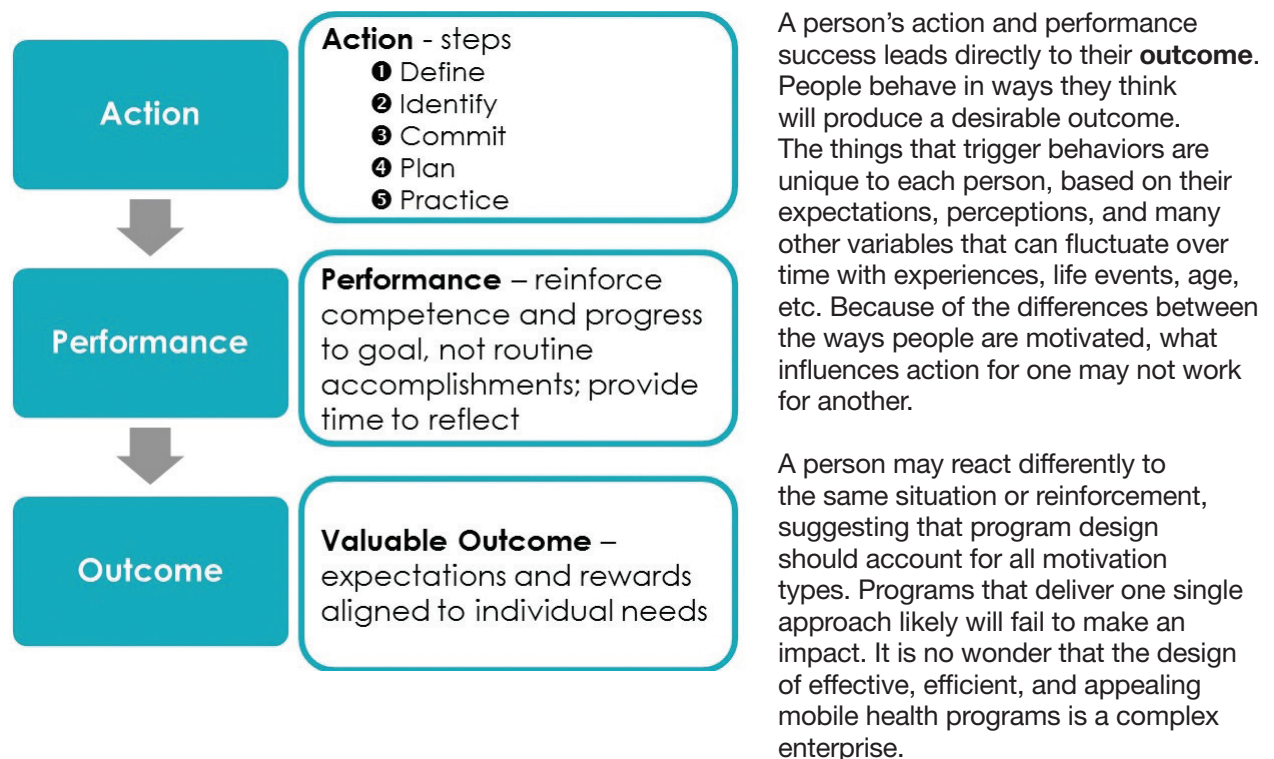 Action
Action - steps
❶ Define
❷ Identify
❸ Commit
❹ Plan
❺ Practice
Performance
Performance – reinforce
competence and progress
to goal, not routine
accomplishments; provide
time to reflect
Outcome
Valuable Outcome –
expectations and rewards
aligned to individual needs
A person’s action and performance
success leads directly to their outcome.
People behave in ways they think
will produce a desirable outcome.
The things that trigger behaviors are
unique to each person, based on their
expectations, perceptions, and many
other variables that can fluctuate over
time with experiences, life events, age,
etc. Because of the differences between
the ways people are motivated, what
influences action for one may not work
for another.
A person may react differently to
the same situation or reinforcement,
suggesting that program design
should account for all motivation
types. Programs that deliver one single
approach likely will fail to make an
impact. It is no wonder that the design
of effective, efficient, and appealing
mobile health programs is a complex
enterprise.